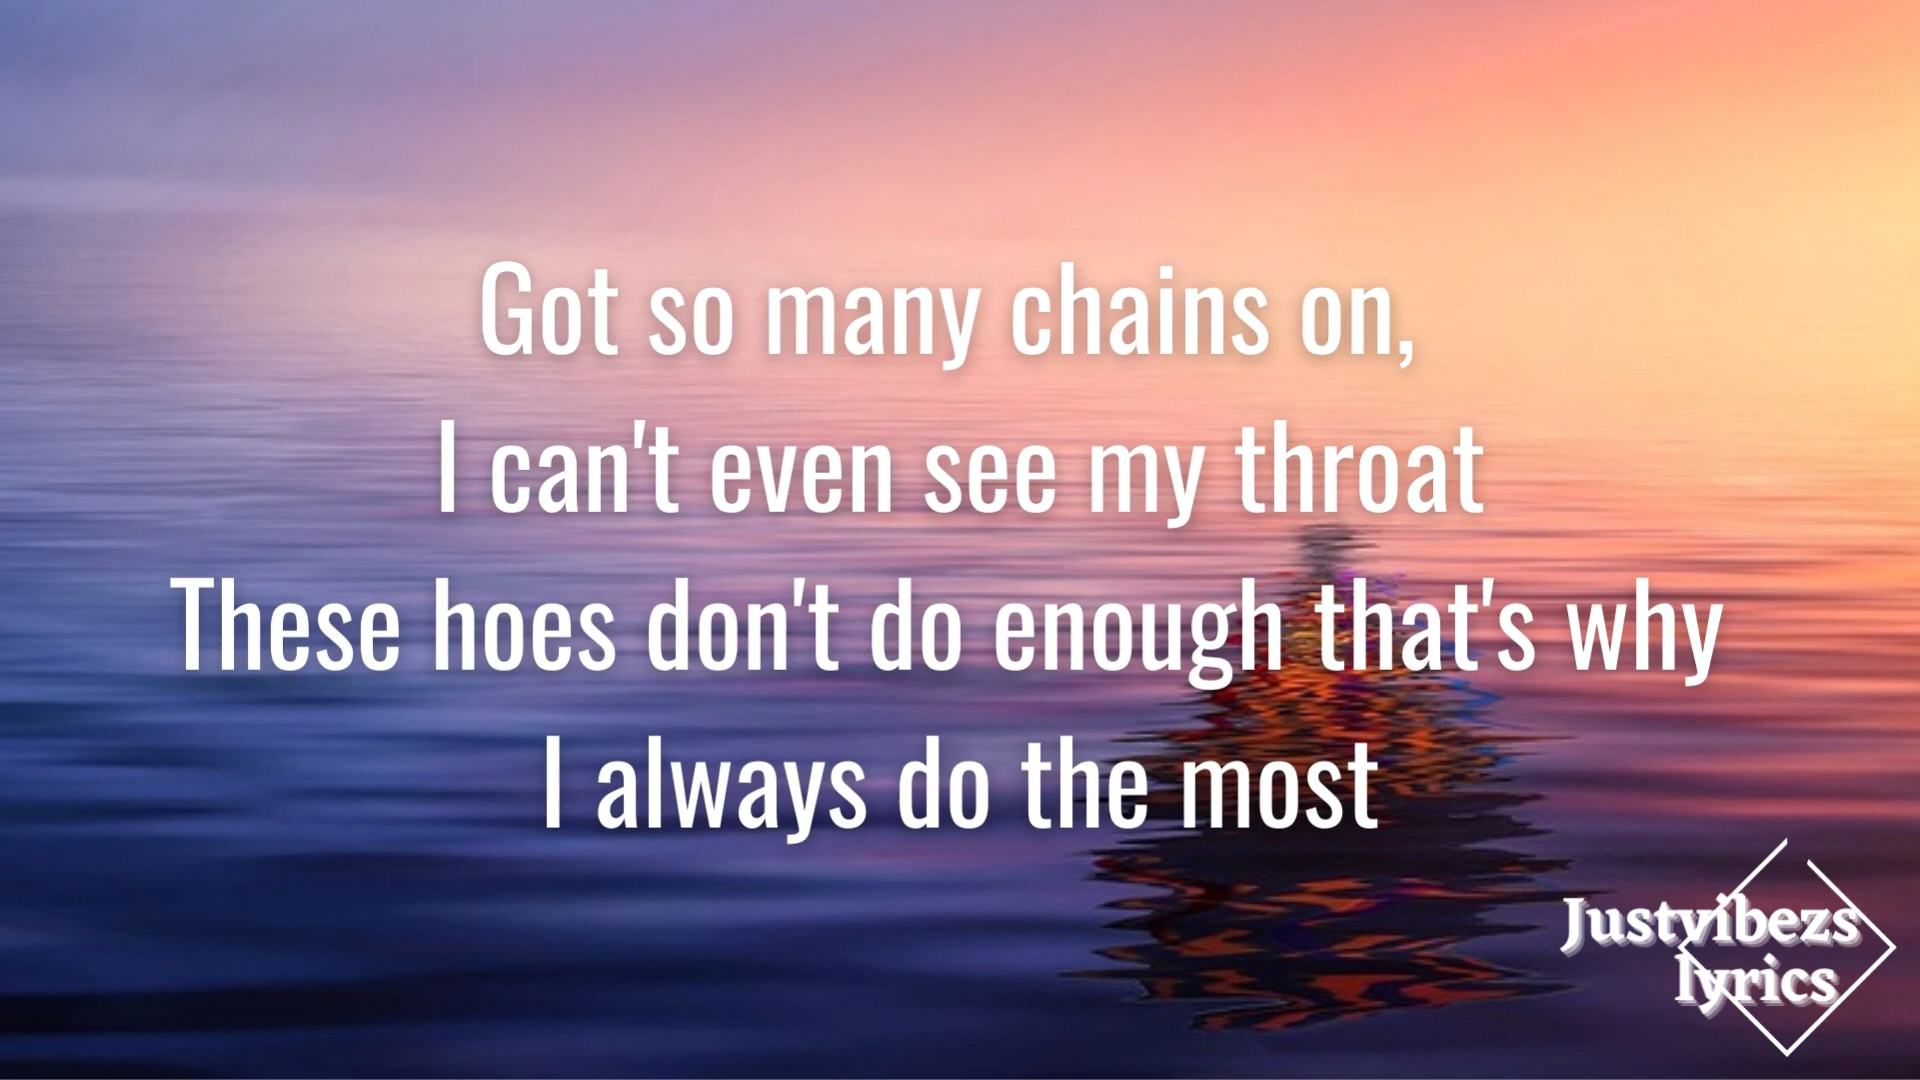 Got so many chains on,
I can't even see my throat
These hoes don't do enough that's why
I always do the most
Justvibezs
lyrics